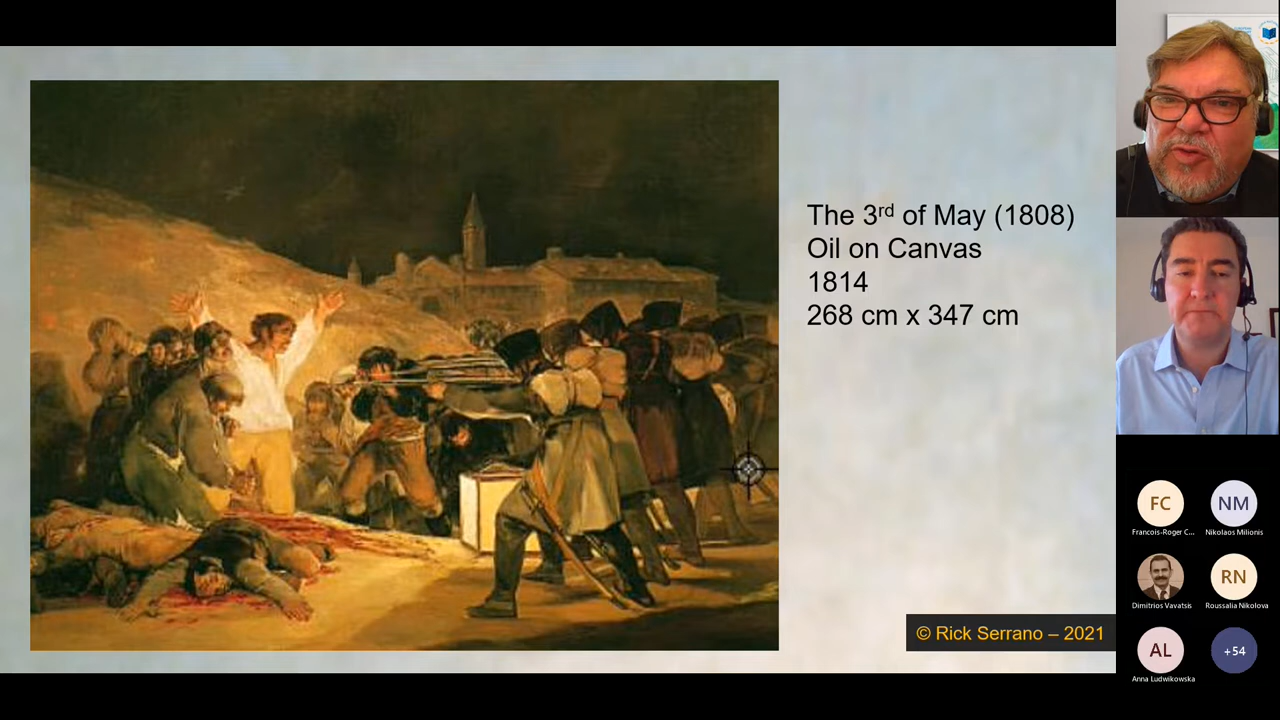 The 3rd of May (1808)
Oil on Canvas
1814
268 cm x 347 cm
© Rick Serrano – 2021
FC
NM
Francois-Roger C...
Nikolaos Milionis
RN
Dimitrios Vavatsis
Roussalia Nikolova
AL
+54
Anna Ludwikowska